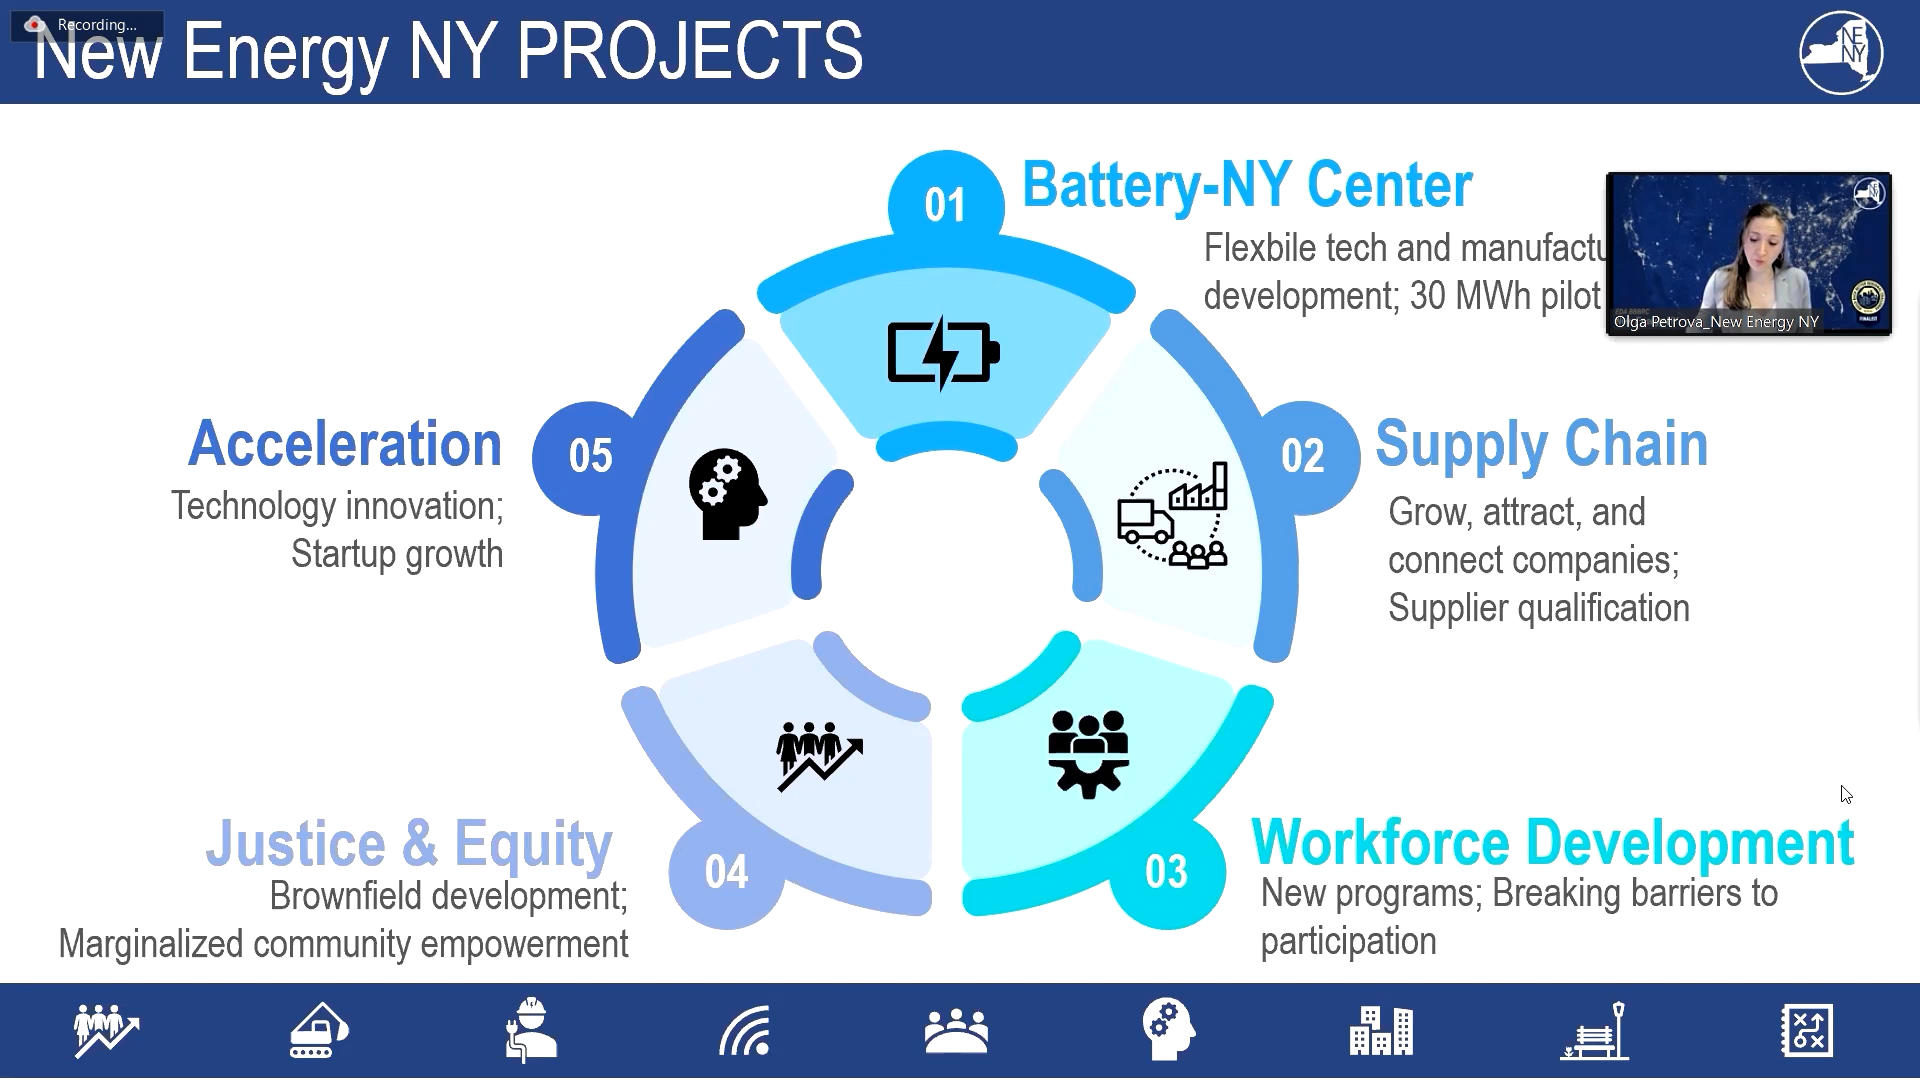 Recording...
New Energy NY PROJECTS
NE
NY
01
Battery-NY Center
Flexbile tech and
development; 30 MWh pilot
Olga Petrova_New Energy NY
02
Supply Chain
Grow, attract, and
connect companies;
Supplier qualification
03
Workforce Development
New programs; Breaking barriers to
participation
04
Justice & Equity
Brownfield development;
Marginalized community empowerment
05
Acceleration
Technology innovation;
Startup growth